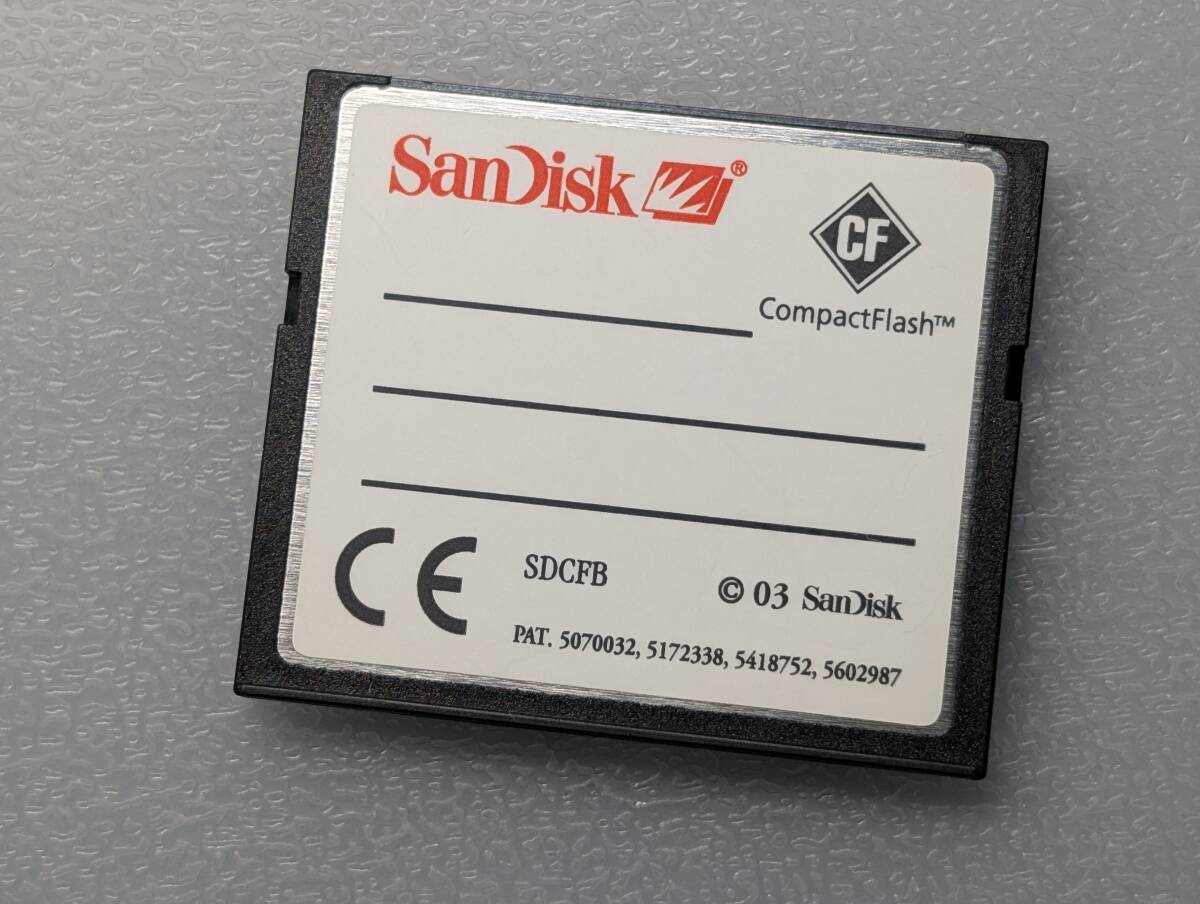 SanDisk®
CF
CompactFlash™
CE
SDCFB
© 03 SanDisk
PAT. 5070032, 5172338, 5418752, 5602987